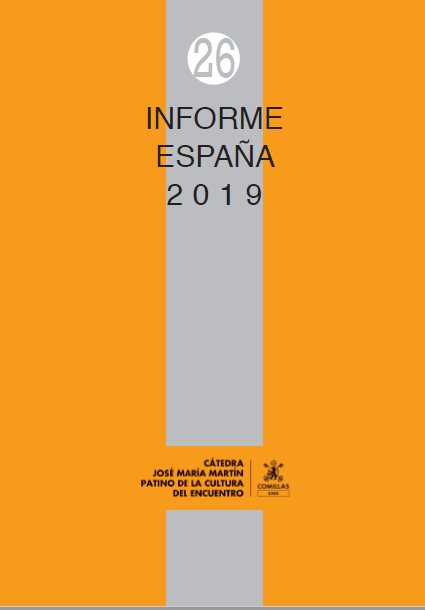 26
INFORME
ESPAÑA
2019
CÁTEDRA
JOSÉ MARÍA MARTÍN
PATINO DE LA CULTURA
DEL ENCUENTRO
COMILLAS